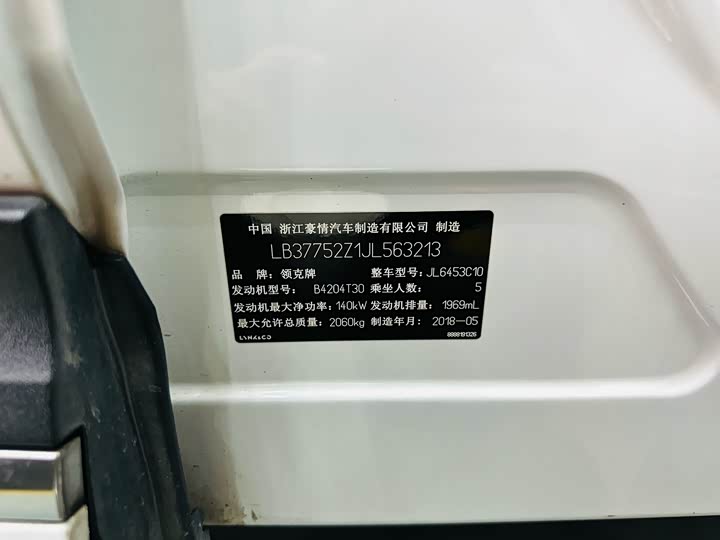 中国 浙江豪情汽车制造有限公司 制造
LB37752Z1JL563213
品 牌：领克牌 整车型号：JL6453C10
发动机型号： B4204T30 乘坐人数： 5
发动机最大净功率：140kW 发动机排量：1969mL
最大允许总质量：2060kg 制造年月：2018-05
LYNK&CO 8888191326